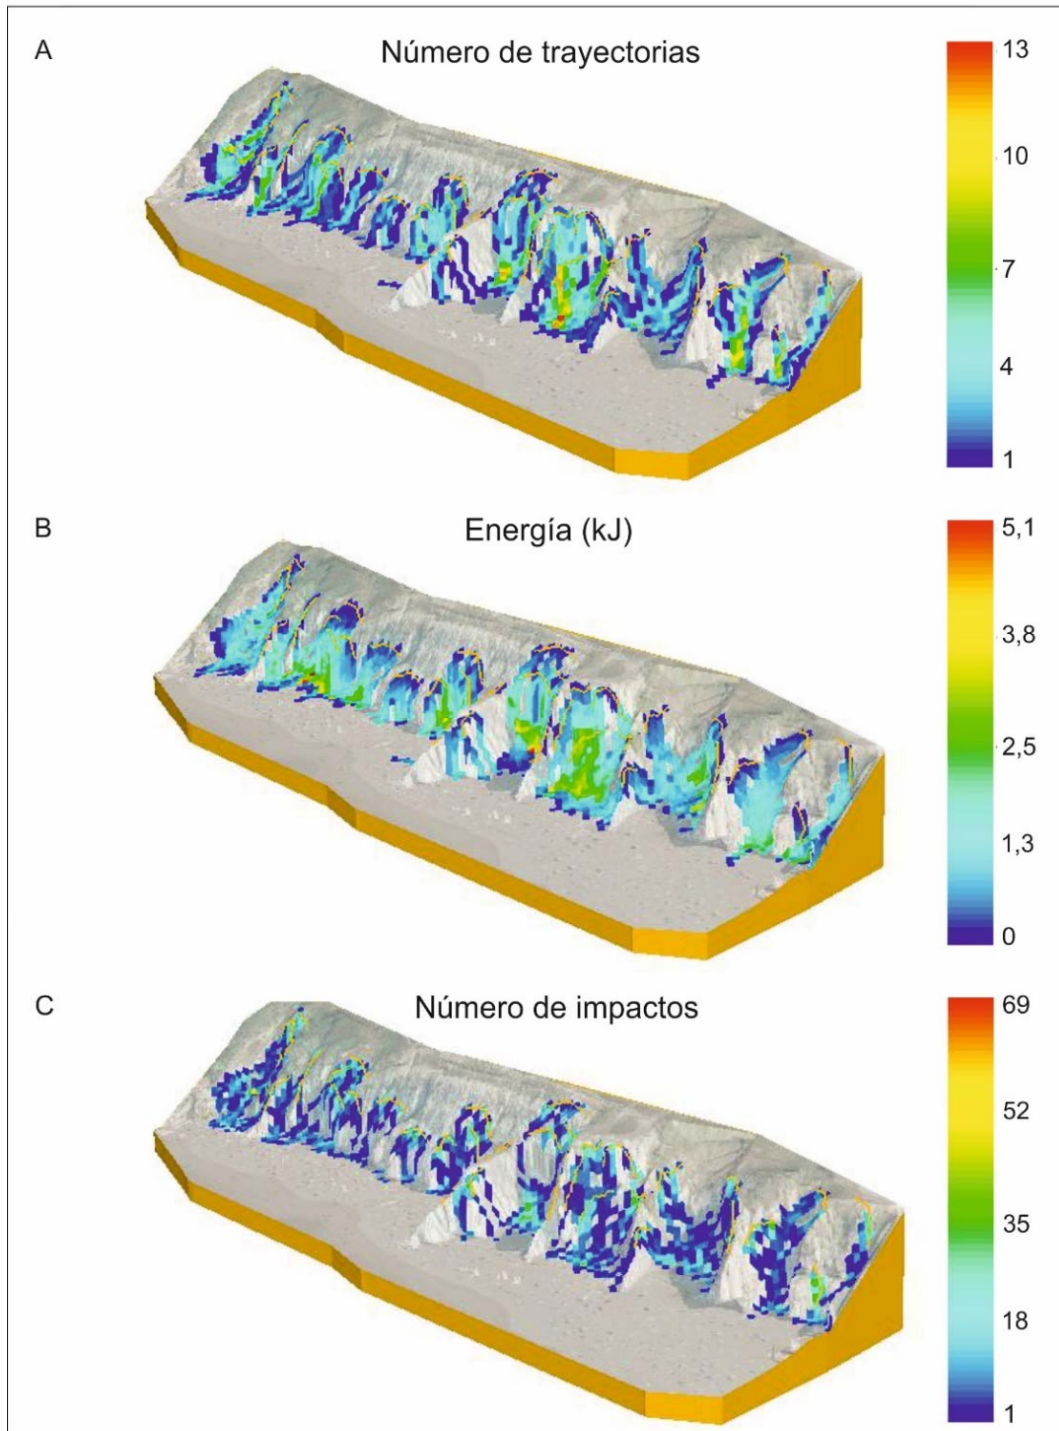 A
Número de trayectorias
13
10
7
4
1
B
Energía (kJ)
5,1
3,8
2,5
1,3
0
C
Número de impactos
69
52
35
18
1